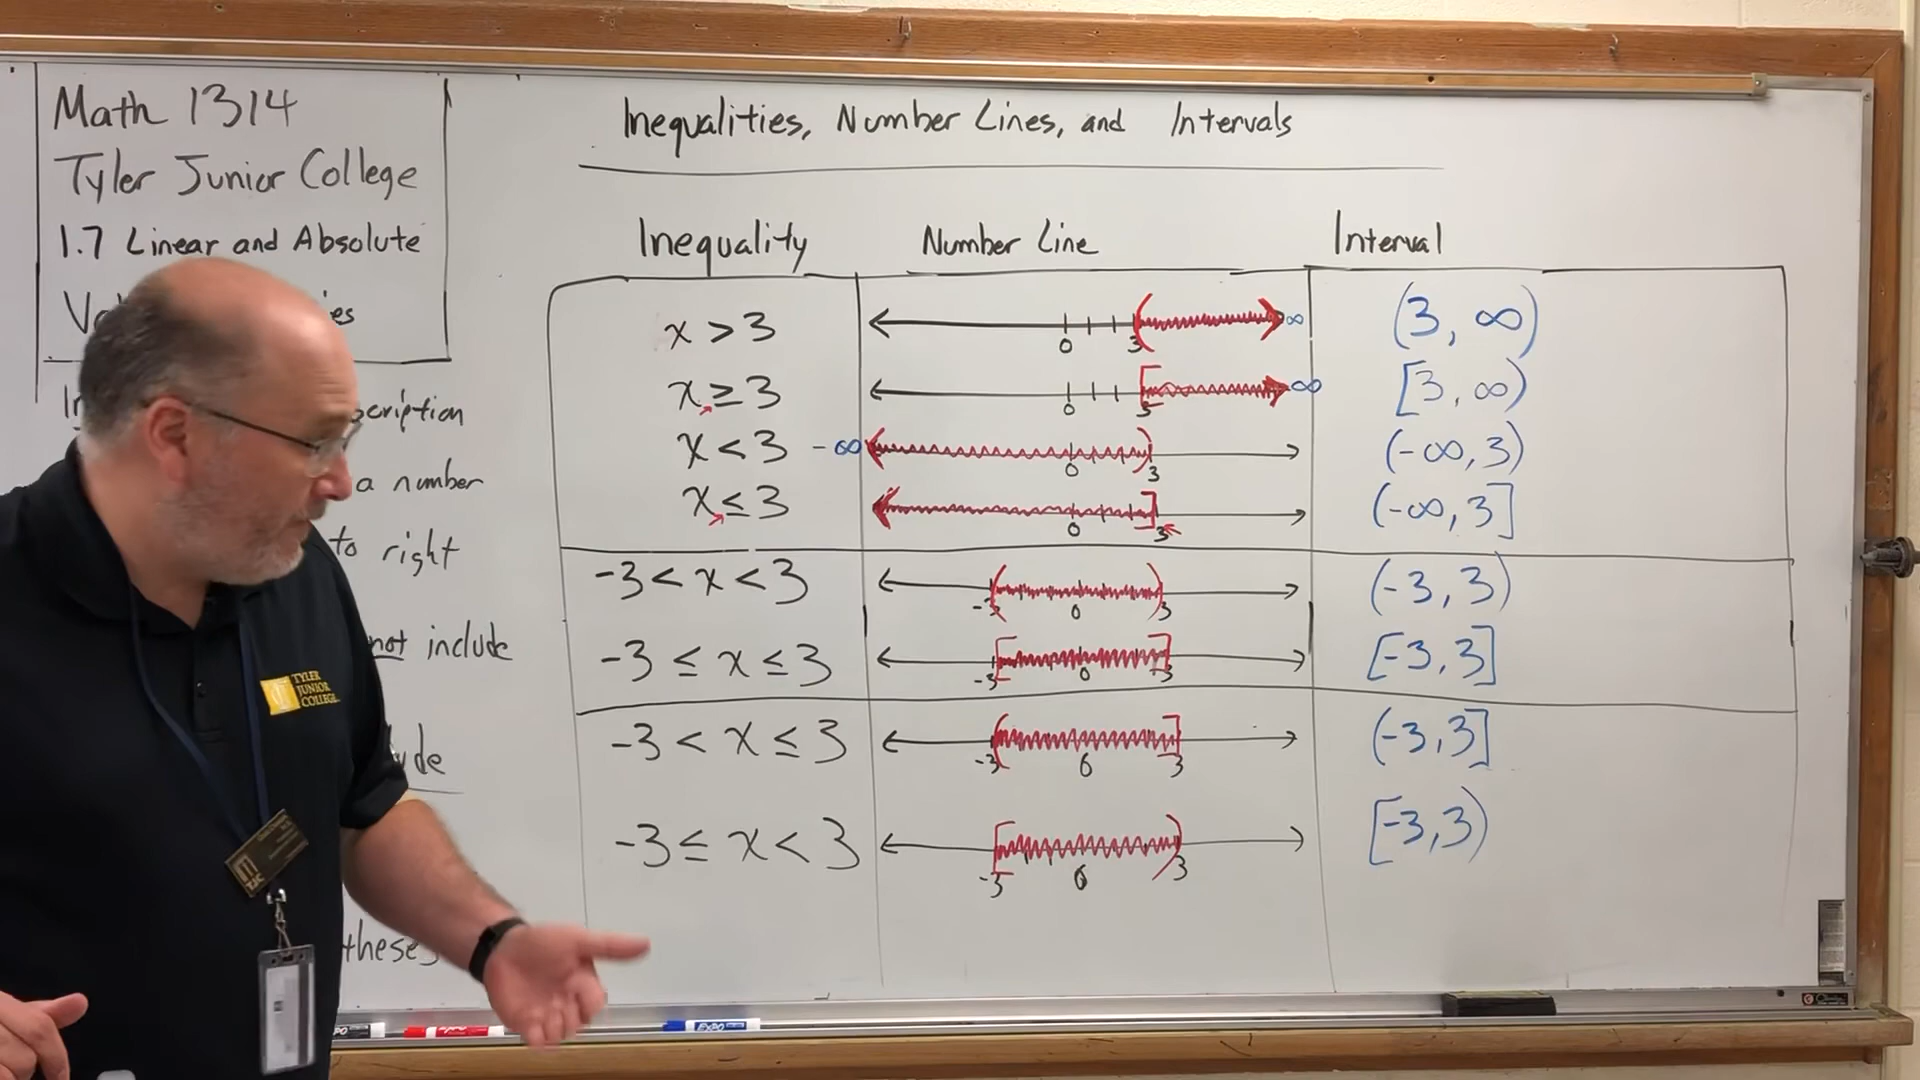 Math 1314
Tyler Junior College
1.7 Linear and Absolute
Inequalities, Number Lines, and Intervals
Inequality Number Line Interval
x > 3 0 3 ∞ (3, ∞)
x ≥ 3 0 3 ∞ [3, ∞)
x < 3 -∞ 0 3 (-∞, 3)
x ≤ 3 0 3 (-∞, 3]
-3 < x < 3 -3 0 3 (-3, 3)
-3 ≤ x ≤ 3 -3 0 3 [-3, 3]
-3 < x ≤ 3 -3 0 3 (-3, 3]
-3 ≤ x < 3 -3 0 3 [-3, 3)
a number
to right
not include
TYLER
JUNIOR
COLLEGE
TJC
EXPO